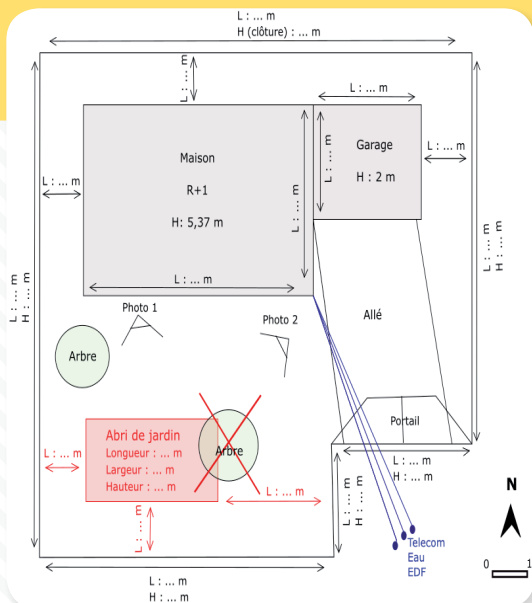 L : ... m
H (clôture) : ... m
L : ... m
L : ... m
Maison
R+1
H: 5,37 m
L : ... m
Garage
H : 2 m
L : ... m
L : ... m
L : ... m
L : ... m
L : ... m
H : ... m
L : ... m
H : ... m
Photo 1
Photo 2
Allé
Arbre
Portail
Abri de jardin
Longueur : ... m
Largeur : ... m
Hauteur : ... m
Arbre
L : ... m
L : ... m
L : ... m
H : ... m
L : ... m
H : ... m
L : ... m
Telecom
Eau
EDF
L : ... m
H : ... m
N
0 1